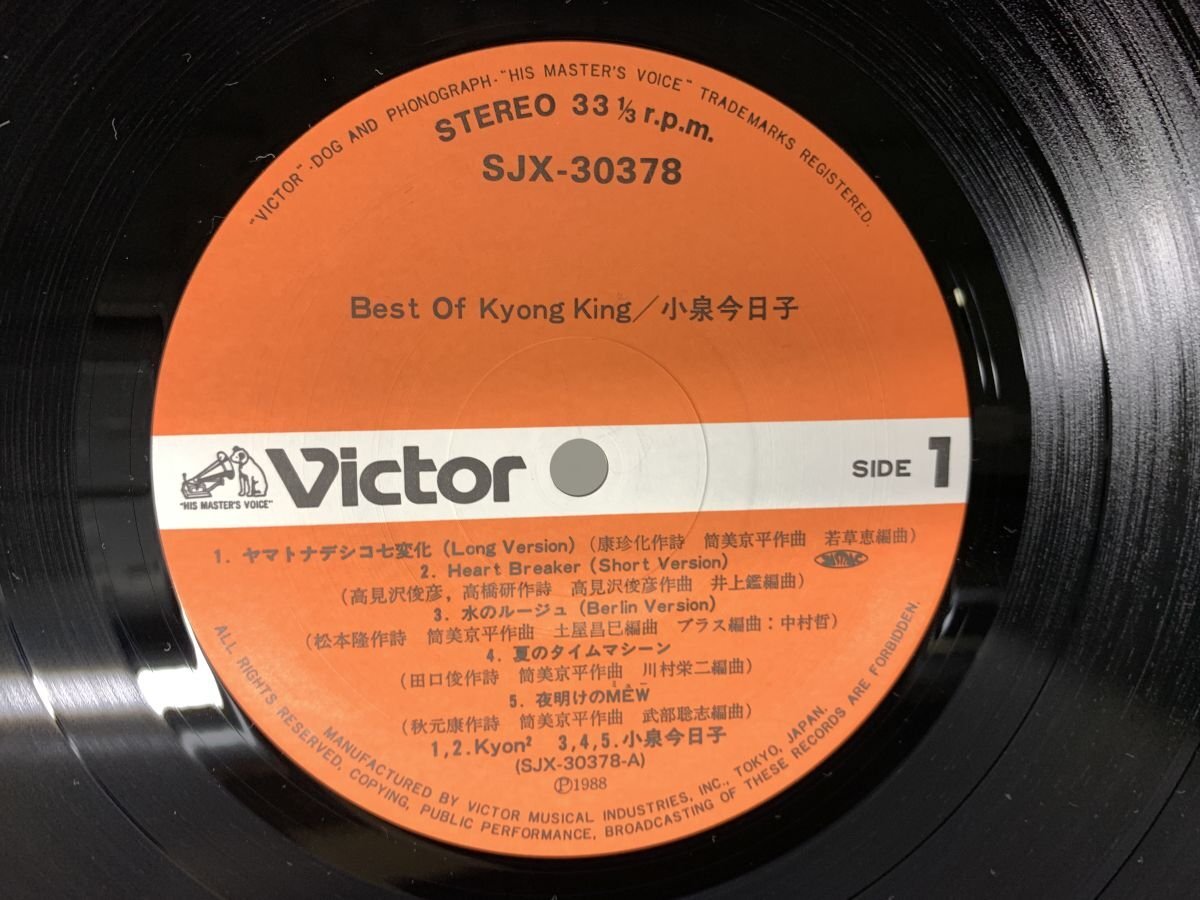 "VICTOR"-DOG AND PHONOGRAPH-"HIS MASTER'S VOICE" TRADEMARKS REGISTERED.
STEREO 33 1/3 r.p.m.
SJX-30378
Best Of Kyong King/小泉今日子
"HIS MASTER'S VOICE"
Victor
SIDE 1
1. ヤマトナデシコ七変化 (Long Version) (康珍化作詩 筒美京平作曲 若草恵編曲)
2. Heart Breaker (Short Version)
(高見沢俊彦, 高橋研作詩 高見沢俊彦作曲 井上鑑編曲)
3. 水のルージュ (Berlin Version)
(松本隆作詩 筒美京平作曲 土屋昌巳編曲 ブラス編曲:中村哲)
4. 夏のタイムマシーン
(田口俊作詩 筒美京平作曲 川村栄二編曲)
5. 夜明けのMEW
(秋元康作詩 筒美京平作曲 武部聡志編曲)
1,2.Kyon² 3,4,5.小泉今日子
(SJX-30378-A)
Ⓟ1988
MANUFACTURED BY VICTOR MUSICAL INDUSTRIES, INC., TOKYO, JAPAN.
ALL RIGHTS RESERVED, COPYING, PUBLIC PERFORMANCE, BROADCASTING OF THESE RECORDS ARE FORBIDDEN.